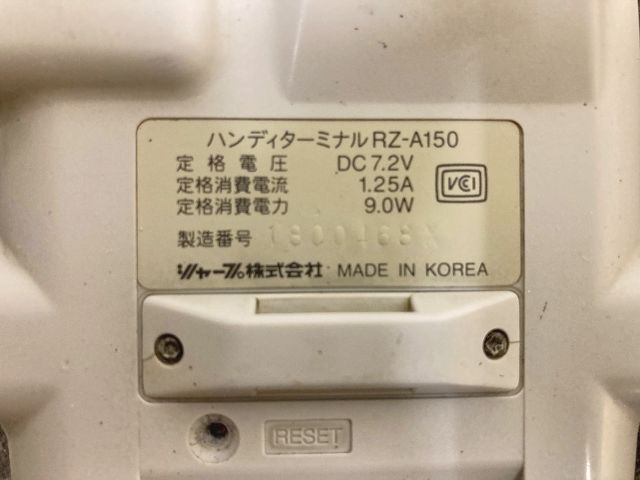 ハンディターミナル RZ-A150
定格電圧 DC 7.2V
定格消費電流 1.25A
定格消費電力 9.0W
VCI
製造番号
シャープ株式会社 MADE IN KOREA
RESET